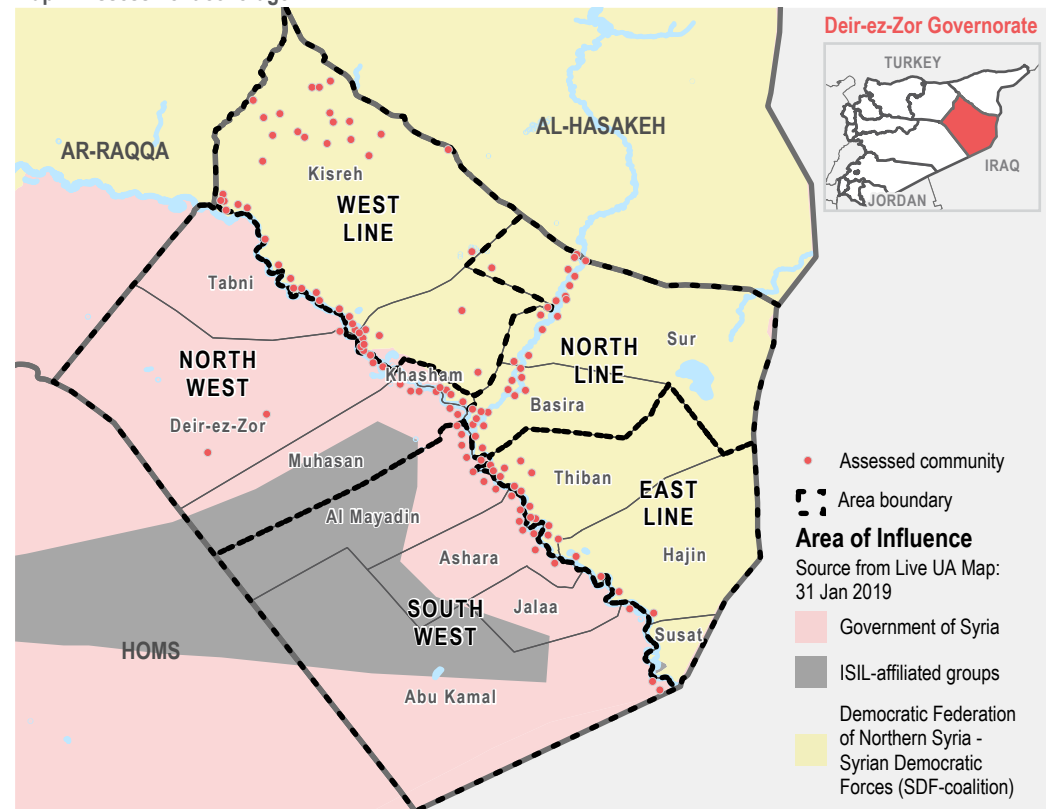 Deir-ez-Zor Governorate
TURKEY
IRAQ
JORDAN
AR-RAQQA
AL-HASAKEH
Kisreh
WEST
LINE
Tabni
NORTH
WEST
Khasham
NORTH
LINE
Sur
Basira
Deir-ez-Zor
Muhasan
Thiban
EAST
LINE
Al Mayadin
Ashara
Hajin
SOUTH
WEST
Jalaa
Susat
HOMS
Abu Kamal
Assessed community
Area boundary
Area of Influence
Source from Live UA Map:
31 Jan 2019
Government of Syria
ISIL-affiliated groups
Democratic Federation
of Northern Syria -
Syrian Democratic
Forces (SDF-coalition)